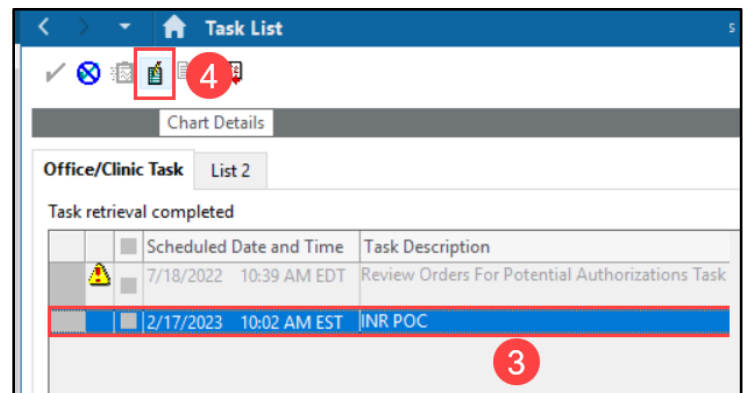 Task List
s
4
Chart Details
Office/Clinic Task List 2
Task retrieval completed
Scheduled Date and Time Task Description
7/18/2022 10:39 AM EDT Review Orders For Potential Authorizations Task
2/17/2023 10:02 AM EST INR POC
3